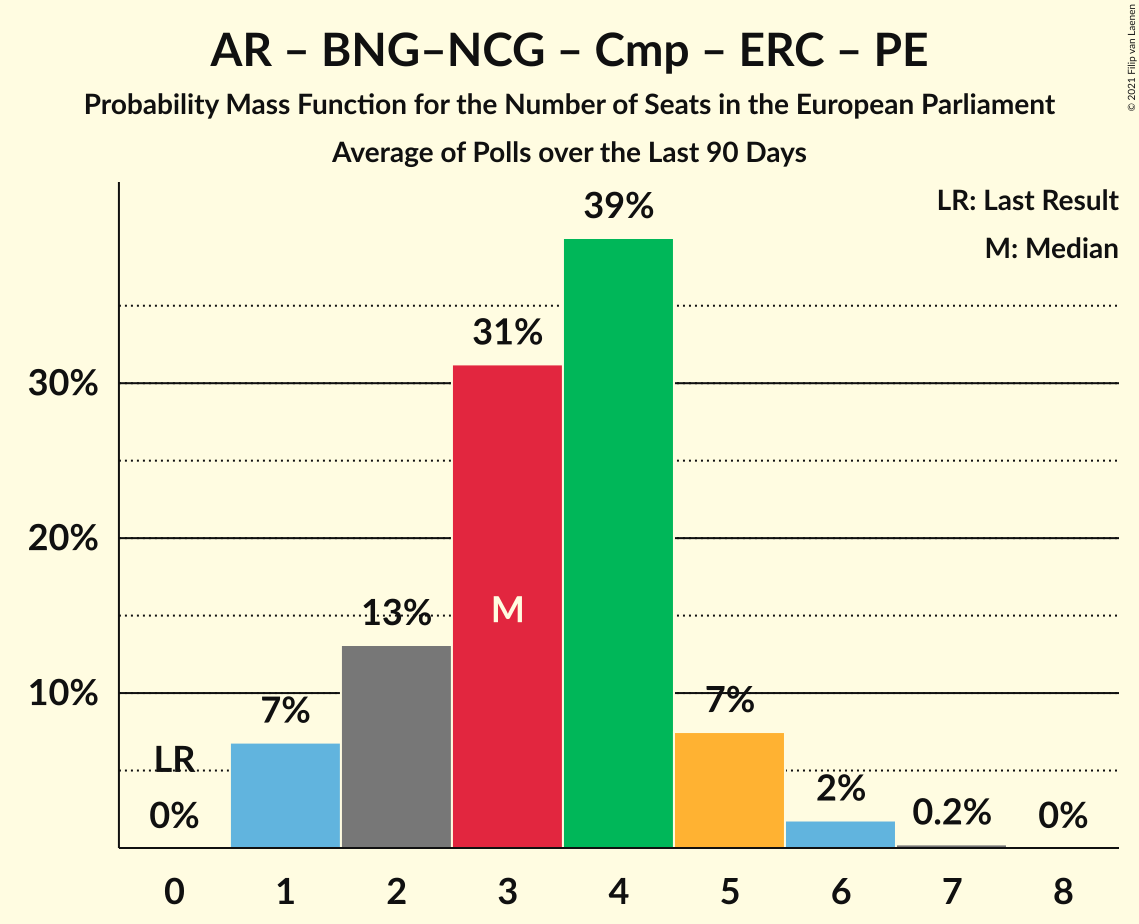 AR – BNG–NCG – Cmp – ERC – PE
Probability Mass Function for the Number of Seats in the European Parliament
Average of Polls over the Last 90 Days
© 2021 Filip van Laenen
LR: Last Result
M: Median
39%
31%
30%
20%
13%
M
10%
7%
7%
LR
0%
2%
0.2%
0%
0 1 2 3 4 5 6 7 8